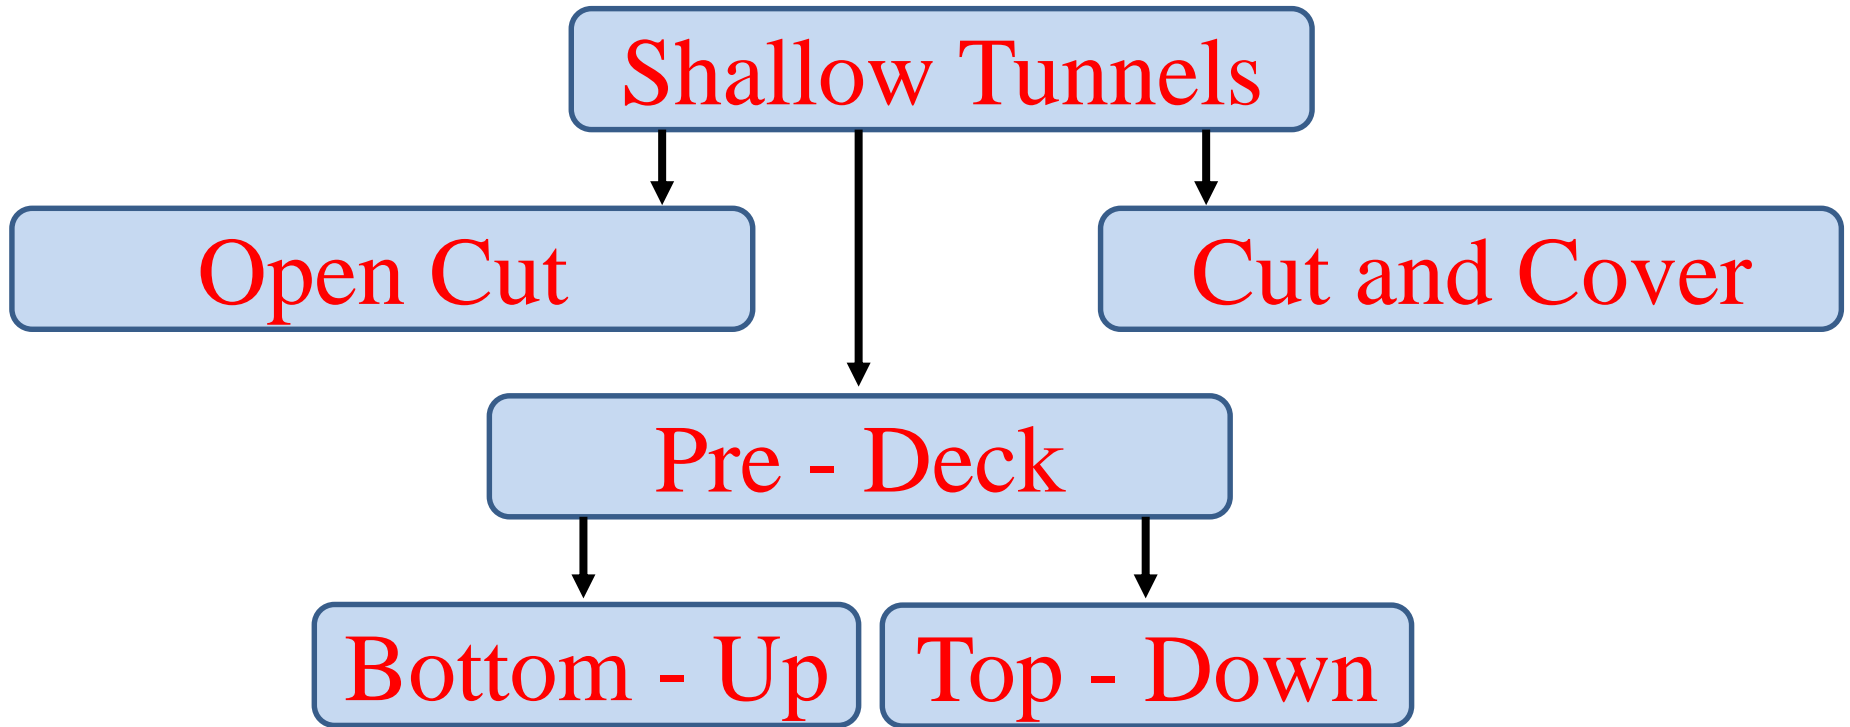 Shallow Tunnels
Open Cut
Cut and Cover
Pre - Deck
Bottom - Up
Top - Down